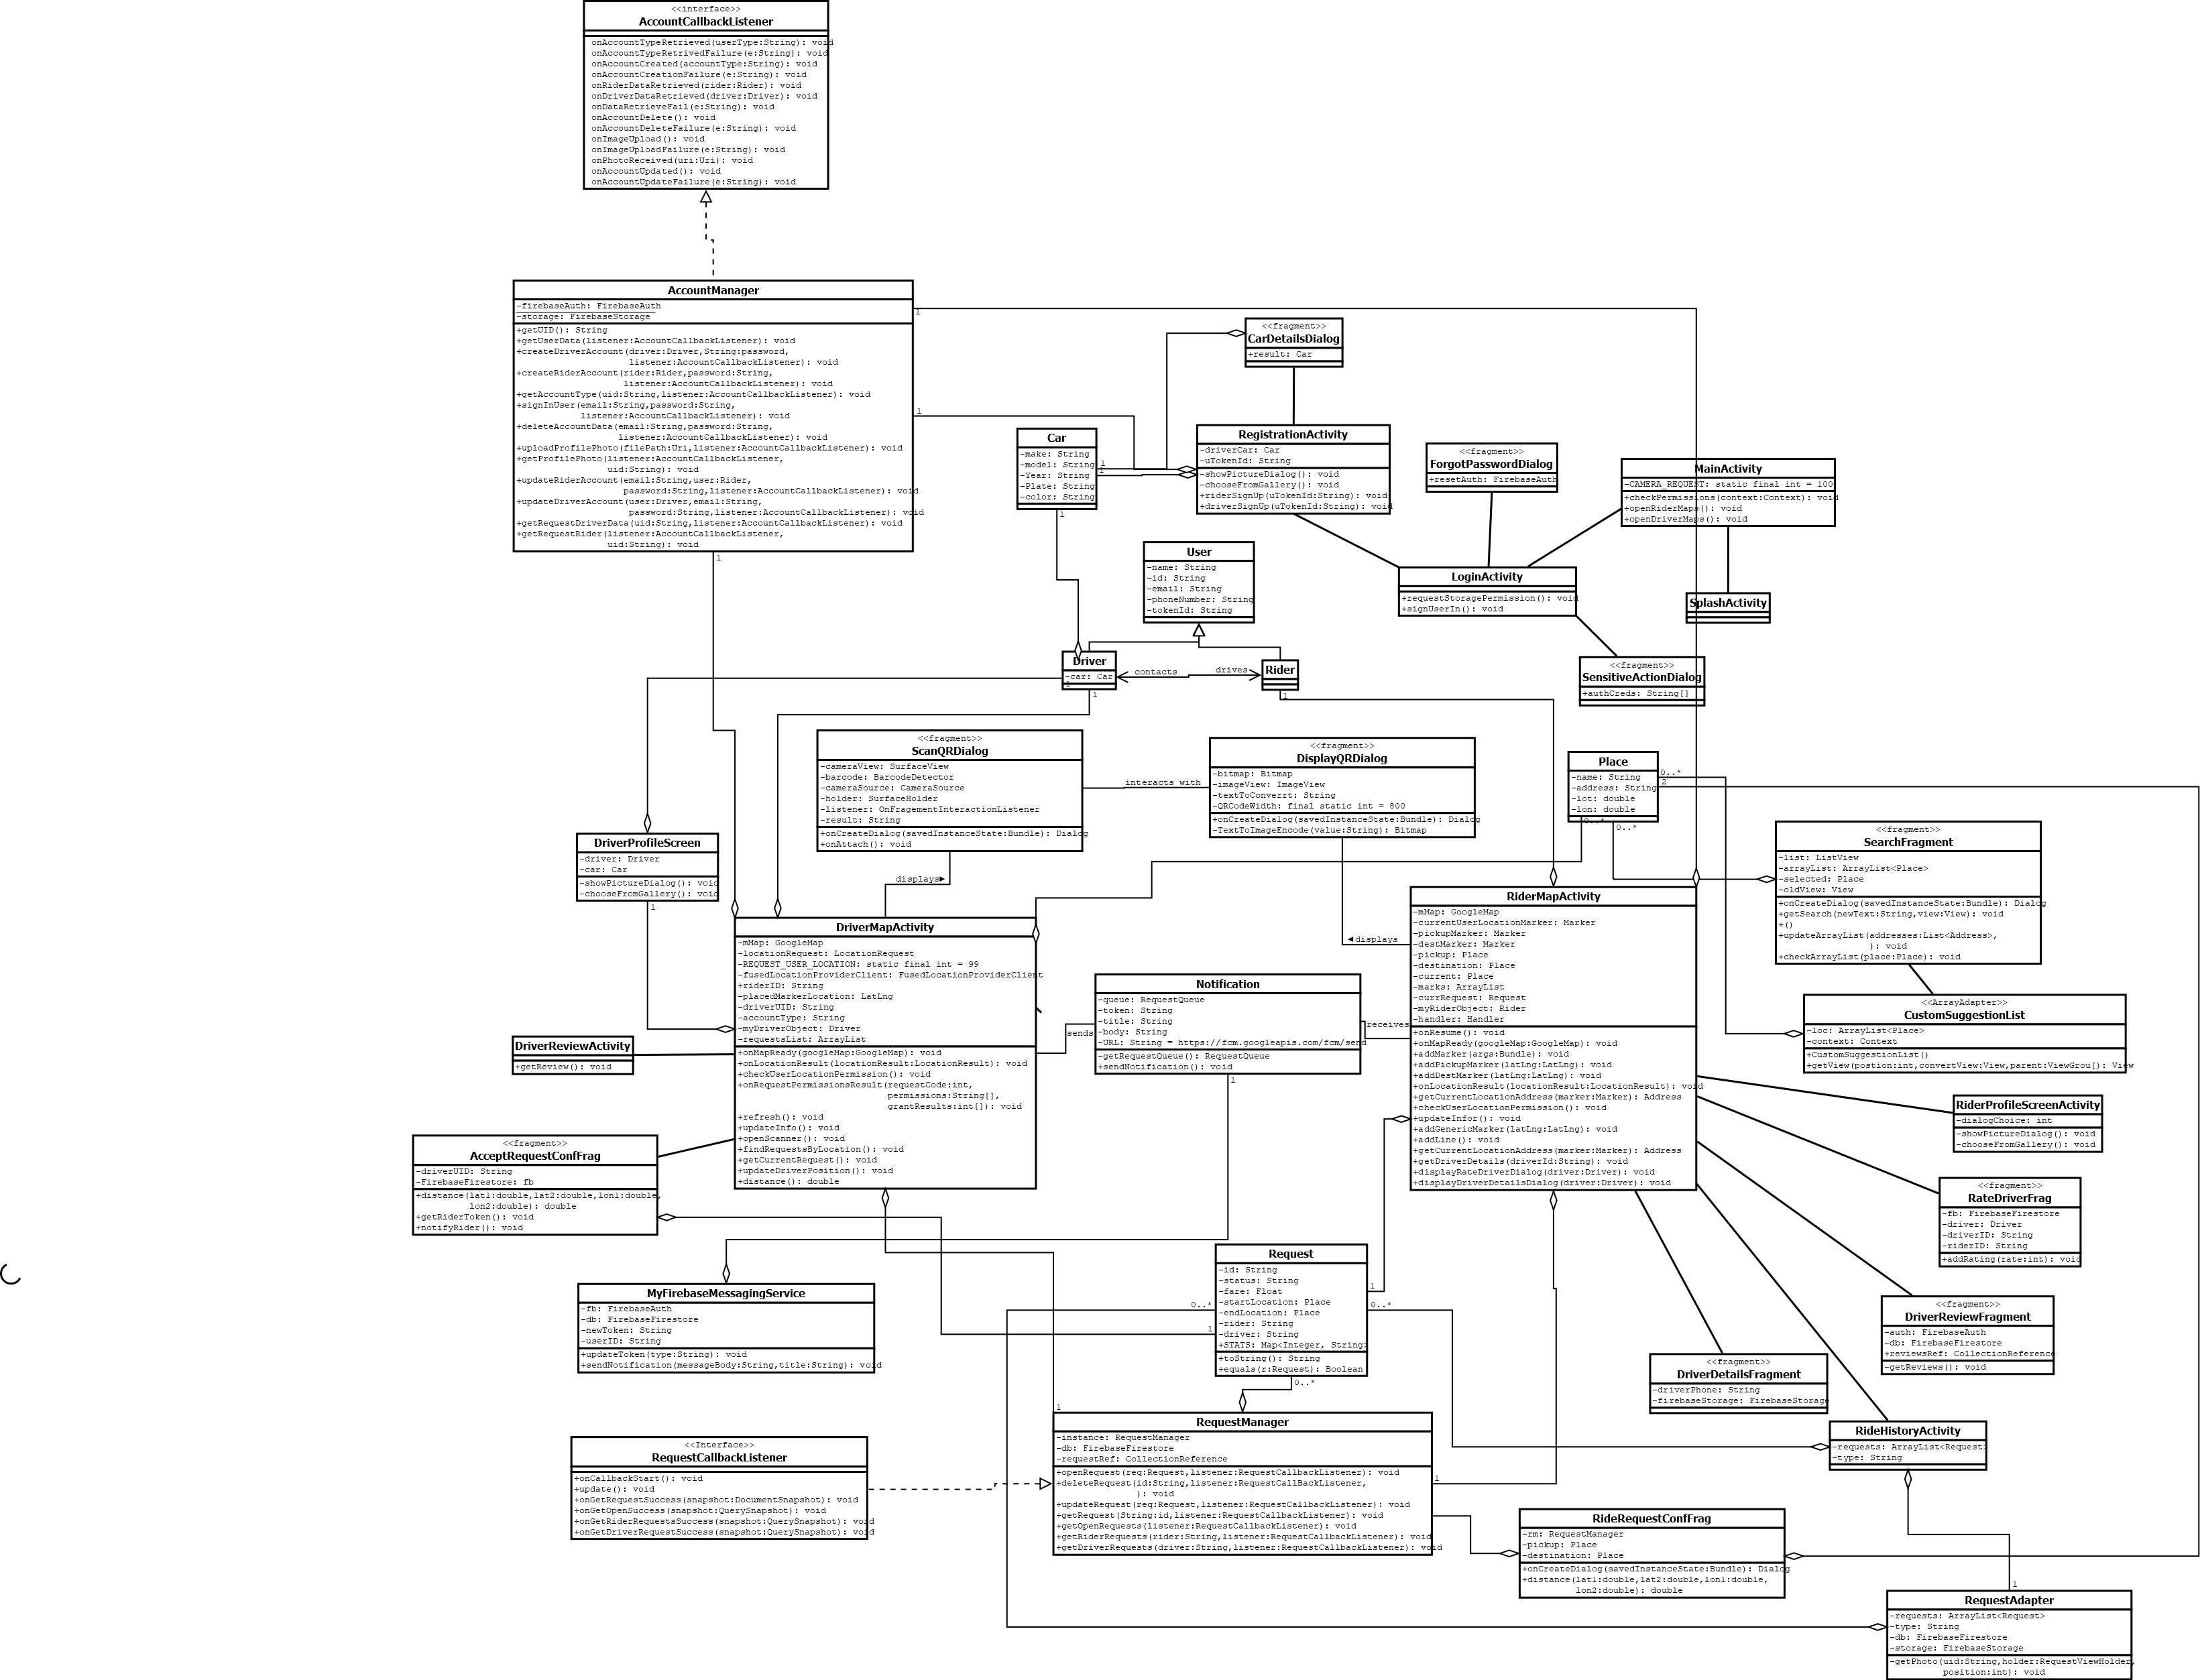 <<interface>>
AccountCallbackListener
onAccountTypeRetrieved(userType:String): void
onAccountTypeRetrivedFailure(e:String): void
onAccountCreated(accountType:String): void
onAccountCreationFailure(e:String): void
onRiderDataRetrieved(rider:Rider): void
onDriverDataRetrieved(driver:Driver): void
onDataRetrieveFail(e:String): void
onAccountDelete(): void
onAccountDeleteFailure(e:String): void
onImageUpload(): void
onImageUploadFailure(e:String): void
onPhotoReceived(uri:Uri): void
onAccountUpdated(): void
onAccountUpdateFailure(e:String): void
AccountManager
-firebaseAuth: FirebaseAuth
-storage: FirebaseStorage
+getUID(): String
+getUserData(listener:AccountCallbackListener): void
+createDriverAccount(driver:Driver,String:password,
listener:AccountCallbackListener): void
+createRiderAccount(rider:Rider,password:String,
listener:AccountCallbackListener): void
+getAccountType(uid:String,listener:AccountCallbackListener): void
+signInUser(email:String,password:String,
listener:AccountCallbackListener): void
+deleteAccountData(email:String,password:String,
listener:AccountCallbackListener): void
+uploadProfilePhoto(filePath:Uri,listener:AccountCallbackListener): void
+getProfilePhoto(listener:AccountCallbackListener,
uid:String): void
+updateRiderAccount(email:String,user:Rider,
password:String,listener:AccountCallbackListener): void
+updateDriverAccount(user:Driver,email:String,
password:String,listener:AccountCallbackListener): void
+getRequestDriverData(uid:String,listener:AccountCallbackListener): void
+getRequestRider(listener:AccountCallbackListener,
uid:String): void
1
1
1
<<fragment>>
CarDetailsDialog
+result: Car
Car
-make: String
-model: String
-Year: String
-Plate: String
-color: String
1
1
1
RegistrationActivity
-driverCar: Car
-uTokenId: String
-showPictureDialog(): void
-chooseFromGallery(): void
+riderSignUp(uTokenId:String): void
+driverSignUp(uTokenId:String): void
<<fragment>>
ForgotPasswordDialog
+resetAuth: FirebaseAuth
MainActivity
-CAMERA_REQUEST: static final int = 100
+checkPermissions(context:Context): void
+openRiderMaps(): void
+openDriverMaps(): void
User
-name: String
-id: String
-email: String
-phoneNumber: String
-tokenId: String
LoginActivity
+requestStoragePermission(): void
+signUserIn(): void
SplashActivity
Driver
-car: Car
1
1
contacts
drives
Rider
1
<<fragment>>
SensitiveActionDialog
+authCreds: String[]
<<fragment>>
ScanQRDialog
-cameraView: SurfaceView
-barcode: BarcodeDetector
-cameraSource: CameraSource
-holder: SurfaceHolder
-listener: OnFragementInteractionListener
-result: String
+onCreateDialog(savedInstanceState:Bundle): Dialog
+onAttach(): void
interacts with
<<fragment>>
DisplayQRDialog
-bitmap: Bitmap
-imageView: ImageView
-textToConverrt: String
-QRCodeWidth: final static int = 800
+onCreateDialog(savedInstanceState:Bundle): Dialog
-TextToImageEncode(value:String): Bitmap
Place
-name: String
-address: String
-lot: double
-lon: double
0..*
2
0..*
0..*
<<fragment>>
SearchFragment
-list: ListView
-arrayList: ArrayList<Place>
-selected: Place
-oldView: View
+onCreateDialog(savedInstanceState:Bundle): Dialog
+getSearch(newText:String,view:View): void
+()
+updateArrayList(addresses:List<Address>,
): void
+checkArrayList(place:Place): void
DriverProfileScreen
-driver: Driver
-car: Car
-showPictureDialog(): void
-chooseFromGallery(): void
1
displays
displays
DriverMapActivity
-mMap: GoogleMap
-locationRequest: LocationRequest
-REQUEST_USER_LOCATION: static final int = 99
-fusedLocationProviderClient: FusedLocationProviderClient
+riderID: String
-placedMarkerLocation: LatLng
-driverUID: String
-accountType: String
-myDriverObject: Driver
-requestsList: ArrayList
+onMapReady(googleMap:GoogleMap): void
+onLocationResult(locationResult:LocationResult): void
+checkUserLocationPermission(): void
+onRequestPermissionsResult(requestCode:int,
permissions:String[],
grantResults:int[]): void
+refresh(): void
+updateInfo(): void
+openScanner(): void
+findRequestsByLocation(): void
+getCurrentRequest(): void
+updateDriverPosition(): void
+distance(): double
sends
Notification
-queue: RequestQueue
-token: String
-title: String
-body: String
-URL: String = https://fcm.googleapis.com/fcm/send
-getRequestQueue(): RequestQueue
+sendNotification(): void
1
receives
RiderMapActivity
-mMap: GoogleMap
-currentUserLocationMarker: Marker
-pickupMarker: Marker
-destMarker: Marker
-pickup: Place
-destination: Place
-current: Place
-marks: ArrayList
-currRequest: Request
-myRiderObject: Rider
-handler: Handler
+onResume(): void
+onMapReady(googleMap:GoogleMap): void
+addMarker(args:Bundle): void
+addPickupMarker(latLng:LatLng): void
+addDestMarker(latLng:LatLng): void
+onLocationResult(locationResult:LocationResult): void
+getCurrentLocationAddress(marker:Marker): Address
+checkUserLocationPermission(): void
+updateInfor(): void
+addGenericMarker(latLng:LatLng): void
+addLine(): void
+getCurrentLocationAddress(marker:Marker): Address
+getDriverDetails(driverId:String): void
+displayRateDriverDialog(driver:Driver): void
+displayDriverDetailsDialog(driver:Driver): void
<<ArrayAdapter>>
CustomSuggestionList
-loc: ArrayList<Place>
-context: Context
+CustomSuggestionList()
+getView(postion:int,convertView:View,parent:ViewGrou[): View
DriverReviewActivity
+getReview(): void
RiderProfileScreenActivity
-dialogChoice: int
-showPictureDialog(): void
-chooseFromGallery(): void
<<fragment>>
AcceptRequestConfFrag
-driverUID: String
-FirebaseFirestore: fb
+distance(lat1:double,lat2:double,lon1:double,
lon2:double): double
+getRiderToken(): void
+notifyRider(): void
<<fragment>>
RateDriverFrag
-fb: FirebaseFirestore
-driver: Driver
-driverID: String
-riderID: String
+addRating(rate:int): void
MyFirebaseMessagingService
-fb: FirebaseAuth
-db: FirebaseFirestore
-newToken: String
-userID: String
+updateToken(type:String): void
+sendNotification(messageBody:String,title:String): void
Request
-id: String
-status: String
-fare: Float
-startLocation: Place
-endLocation: Place
-rider: String
-driver: String
+STATS: Map<Integer, String>
+toString(): String
+equals(r:Request): Boolean
0..*
1
1
0..*
0..*
<<fragment>>
DriverReviewFragment
-auth: FirebaseAuth
-db: FirebaseFirestore
+reviewsRef: CollectionReference
-getReviews(): void
<<fragment>>
DriverDetailsFragment
-driverPhone: String
-firebaseStorage: FirebaseStorage
RideHistoryActivity
-requests: ArrayList<Request>
-type: String
<<Interface>>
RequestCallbackListener
+onCallbackStart(): void
+update(): void
+onGetRequestSuccess(snapshot:DocumentSnapshot): void
+onGetOpenSuccess(snapshot:QuerySnapshot): void
+onGetRiderRequestsSuccess(snapshot:QuerySnapshot): void
+onGetDriverRequestSuccess(snapshot:QuerySnapshot): void
1
RequestManager
-instance: RequestManager
-db: FirebaseFirestore
-requestRef: CollectionReference
+openRequest(req:Request,listener:RequestCallbackListener): void
+deleteRequest(id:String,listener:RequestCallBackListener,
): void
+updateRequest(req:Request,listener:RequestCallbackListener): void
+getRequest(String:id,listener:RequestCallbackListener): void
+getOpenRequests(listener:RequestCallbackListener): void
+getRiderRequests(rider:String,listener:RequestCallbackListener): void
+getDriverRequests(driver:String,listener:RequestCallbackListener): void
1
RideRequestConfFrag
-rm: RequestManager
-pickup: Place
-destination: Place
+onCreateDialog(savedInstanceState:Bundle): Dialog
+distance(lat1:double,lat2:double,lon1:double,
lon2:double): double
1
RequestAdapter
-requests: ArrayList<Request>
-type: String
-db: FirebaseFirestore
-storage: FirebaseStorage
-getPhoto(uid:String,holder:RequestViewHolder,
position:int): void